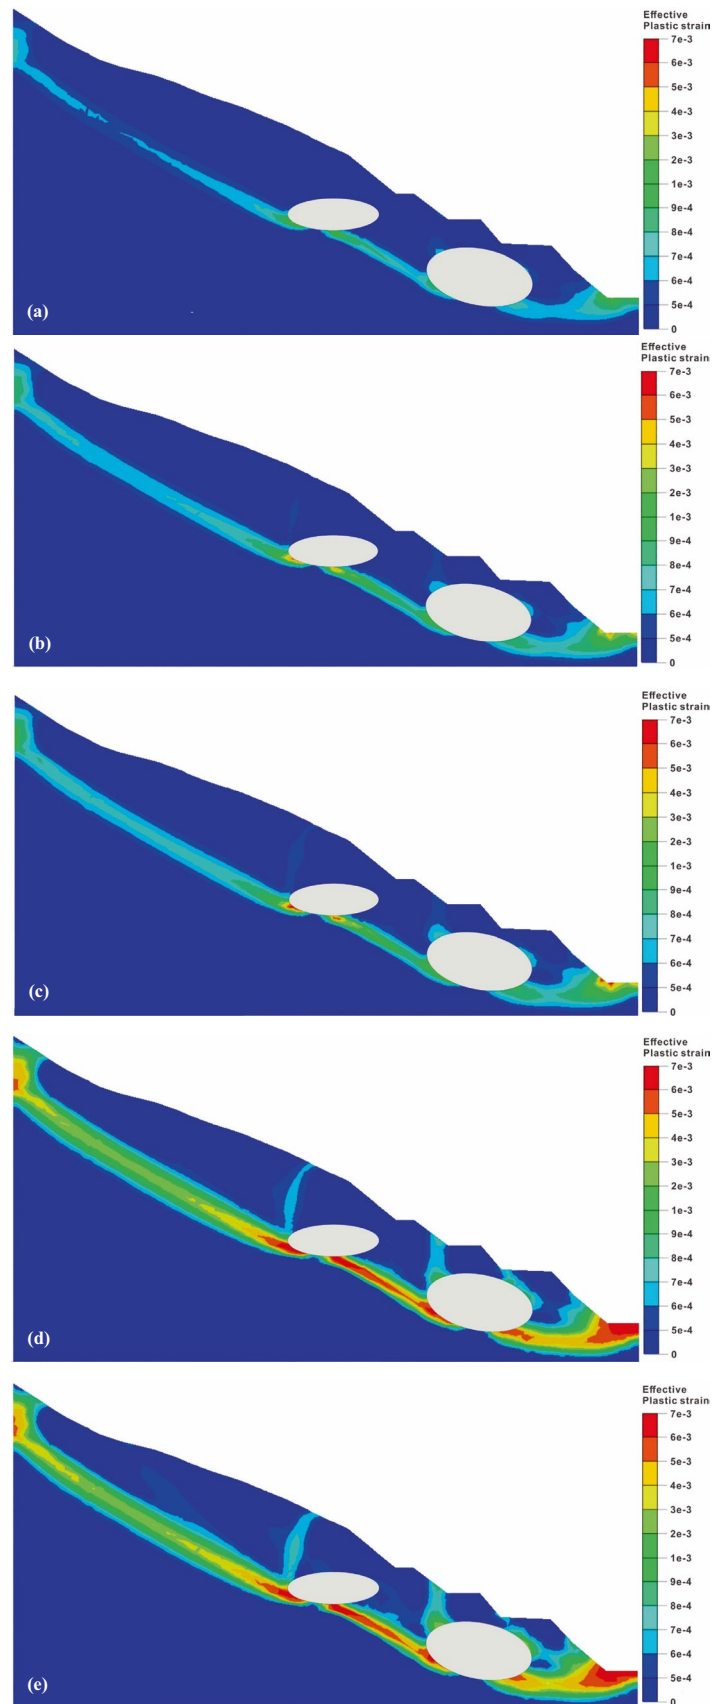 Effective
Plastic strain
7e-3
6e-3
5e-3
4e-3
3e-3
2e-3
1e-3
9e-4
8e-4
7e-4
6e-4
5e-4
0
(a)
Effective
Plastic strain
7e-3
6e-3
5e-3
4e-3
3e-3
2e-3
1e-3
9e-4
8e-4
7e-4
6e-4
5e-4
0
(b)
Effective
Plastic strain
7e-3
6e-3
5e-3
4e-3
3e-3
2e-3
1e-3
9e-4
8e-4
7e-4
6e-4
5e-4
0
(c)
Effective
Plastic strain
7e-3
6e-3
5e-3
4e-3
3e-3
2e-3
1e-3
9e-4
8e-4
7e-4
6e-4
5e-4
0
(d)
Effective
Plastic strain
7e-3
6e-3
5e-3
4e-3
3e-3
2e-3
1e-3
9e-4
8e-4
7e-4
6e-4
5e-4
0
(e)